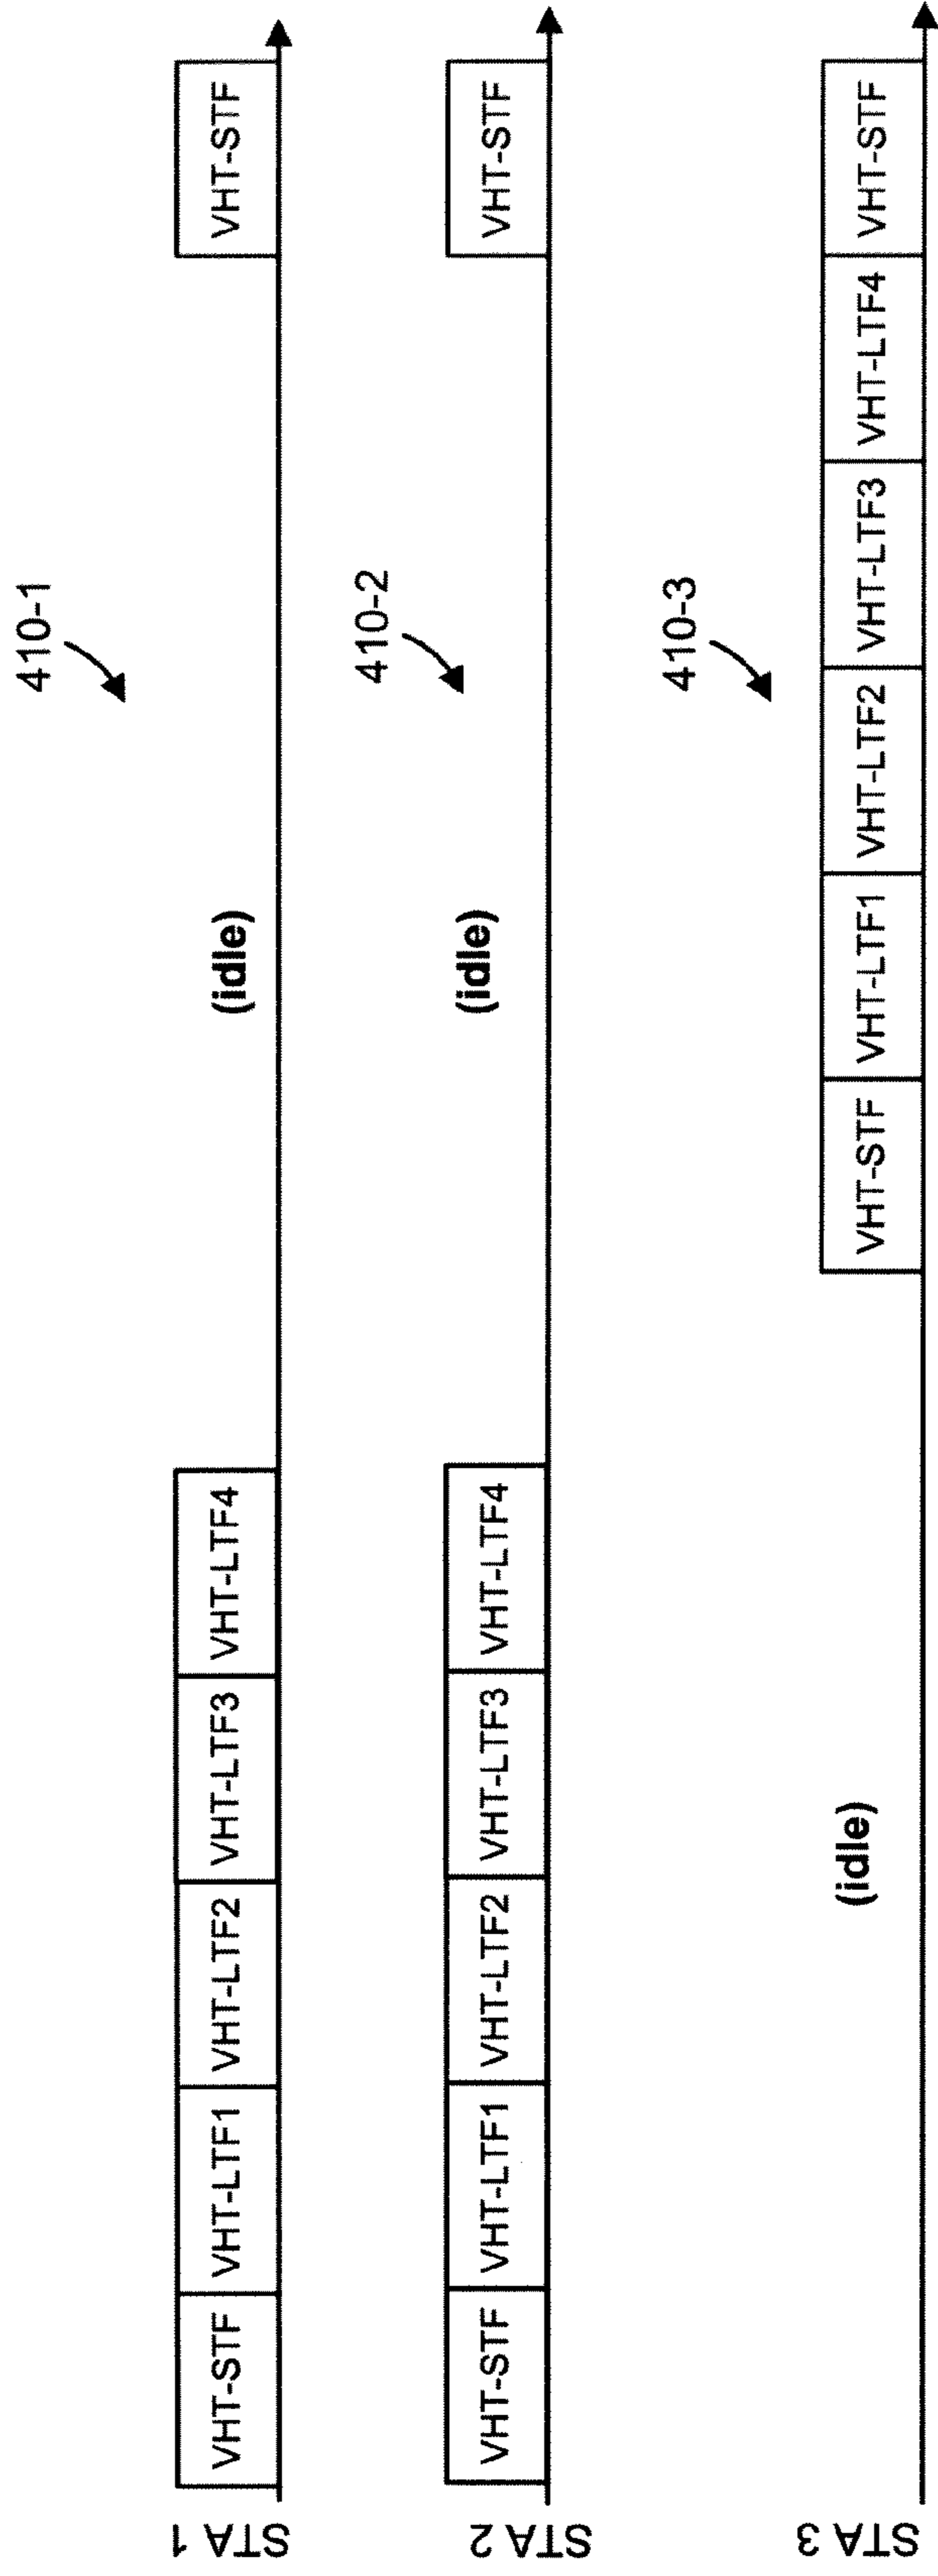 410-1
STA 1
VHT-STF
VHT-LTF1
VHT-LTF2
VHT-LTF3
VHT-LTF4
(idle)
VHT-STF
410-2
STA 2
VHT-STF
VHT-LTF1
VHT-LTF2
VHT-LTF3
VHT-LTF4
(idle)
VHT-STF
410-3
STA 3
(idle)
VHT-STF
VHT-LTF1
VHT-LTF2
VHT-LTF3
VHT-LTF4
VHT-STF